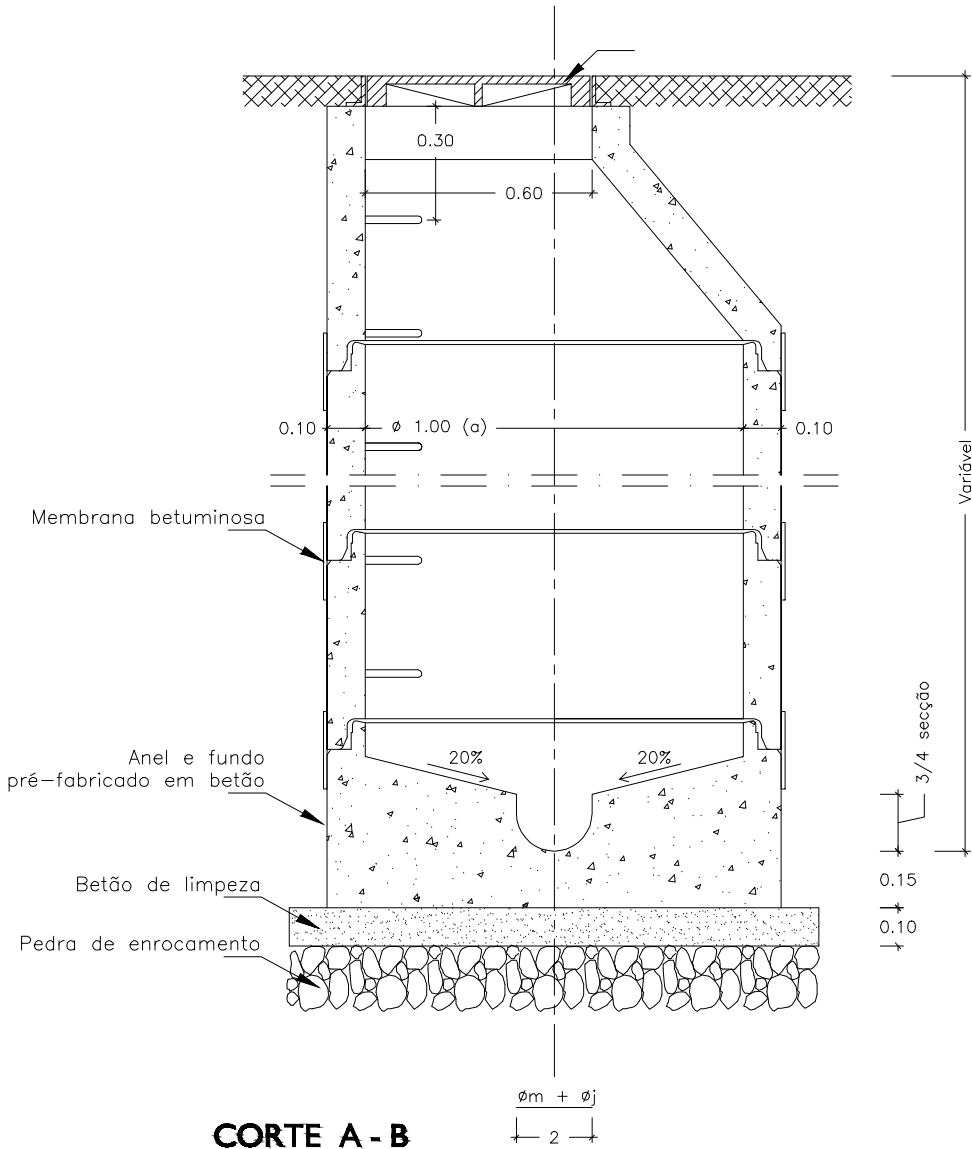 0.30
0.60
0.10
ø 1.00 (a)
0.10
Variável
Membrana betuminosa
3/4 secção
Anel e fundo
pré-fabricado em betão
20%
20%
Betão de limpeza
0.15
Pedra de enrocamento
0.10
øm + øj
2
CORTE A - B